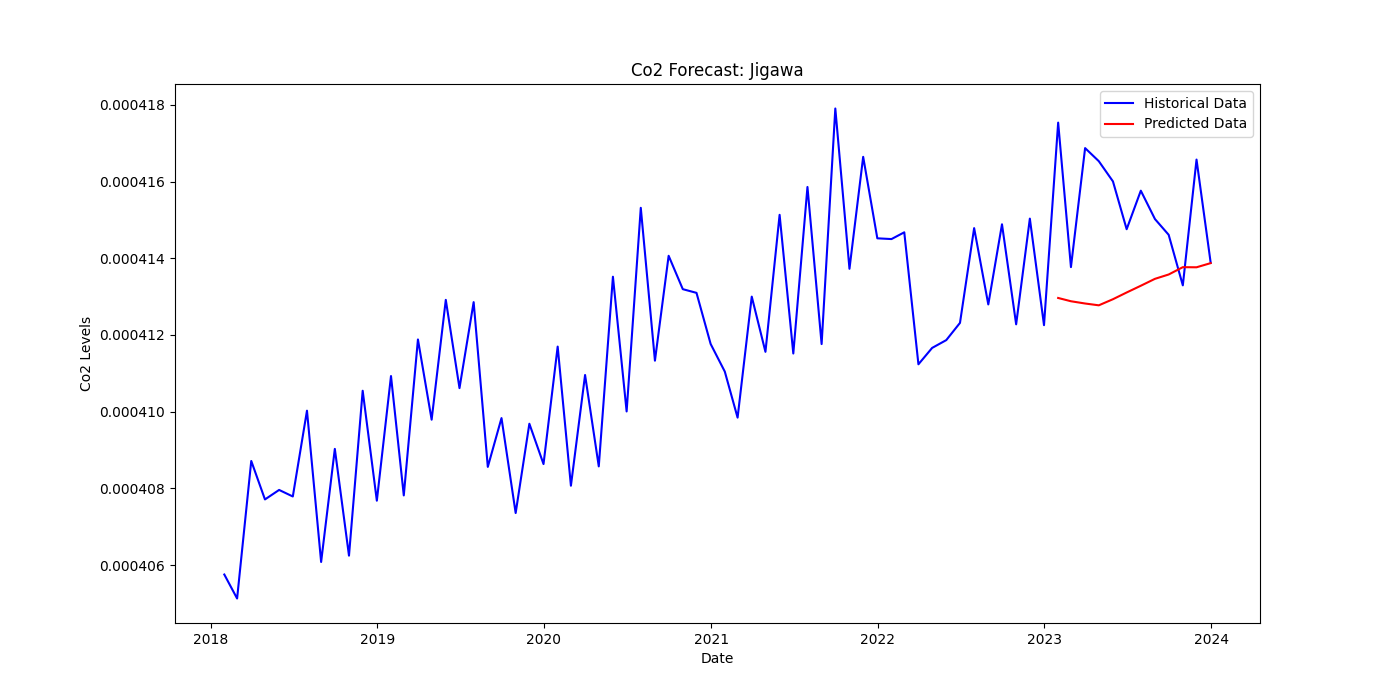 Co2 Forecast: Jigawa
Historical Data
Predicted Data
0.000418
0.000416
0.000414
0.000412
0.000410
0.000408
0.000406
Co2 Levels
2018 2019 2020 2021 2022 2023 2024
Date